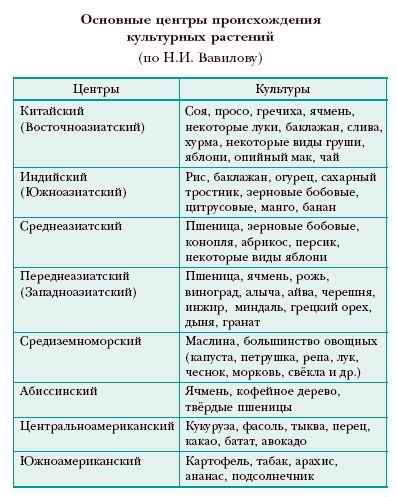 Основные центры происхождения
культурных растений
(по Н.И. Вавилову)
Центры
Культуры
Китайский
(Восточноазиатский)
Соя, просо, гречиха, ячмень,
некоторые луки, баклажан, слива,
хурма, некоторые виды груши,
яблони, опийный мак, чай
Индийский
(Южноазиатский)
Рис, баклажан, огурец, сахарный
тростник, зерновые бобовые,
цитрусовые, манго, банан
Среднеазиатский
Пшеница, зерновые бобовые,
конопля, абрикос, персик,
некоторые виды яблони
Переднеазиатский
(Западноазиатский)
Пшеница, ячмень, рожь,
виноград, алыча, айва, черешня,
инжир, миндаль, грецкий орех,
дыня, гранат
Средиземноморский
Маслина, большинство овощных
(капуста, петрушка, репа, лук,
чеснок, морковь, свёкла и др.)
Абиссинский
Ячмень, кофейное дерево,
твёрдые пшеницы
Центральноамериканский
Кукуруза, фасоль, тыква, перец,
какао, батат, авокадо
Южноамериканский
Картофель, табак, арахис,
ананас, подсолнечник